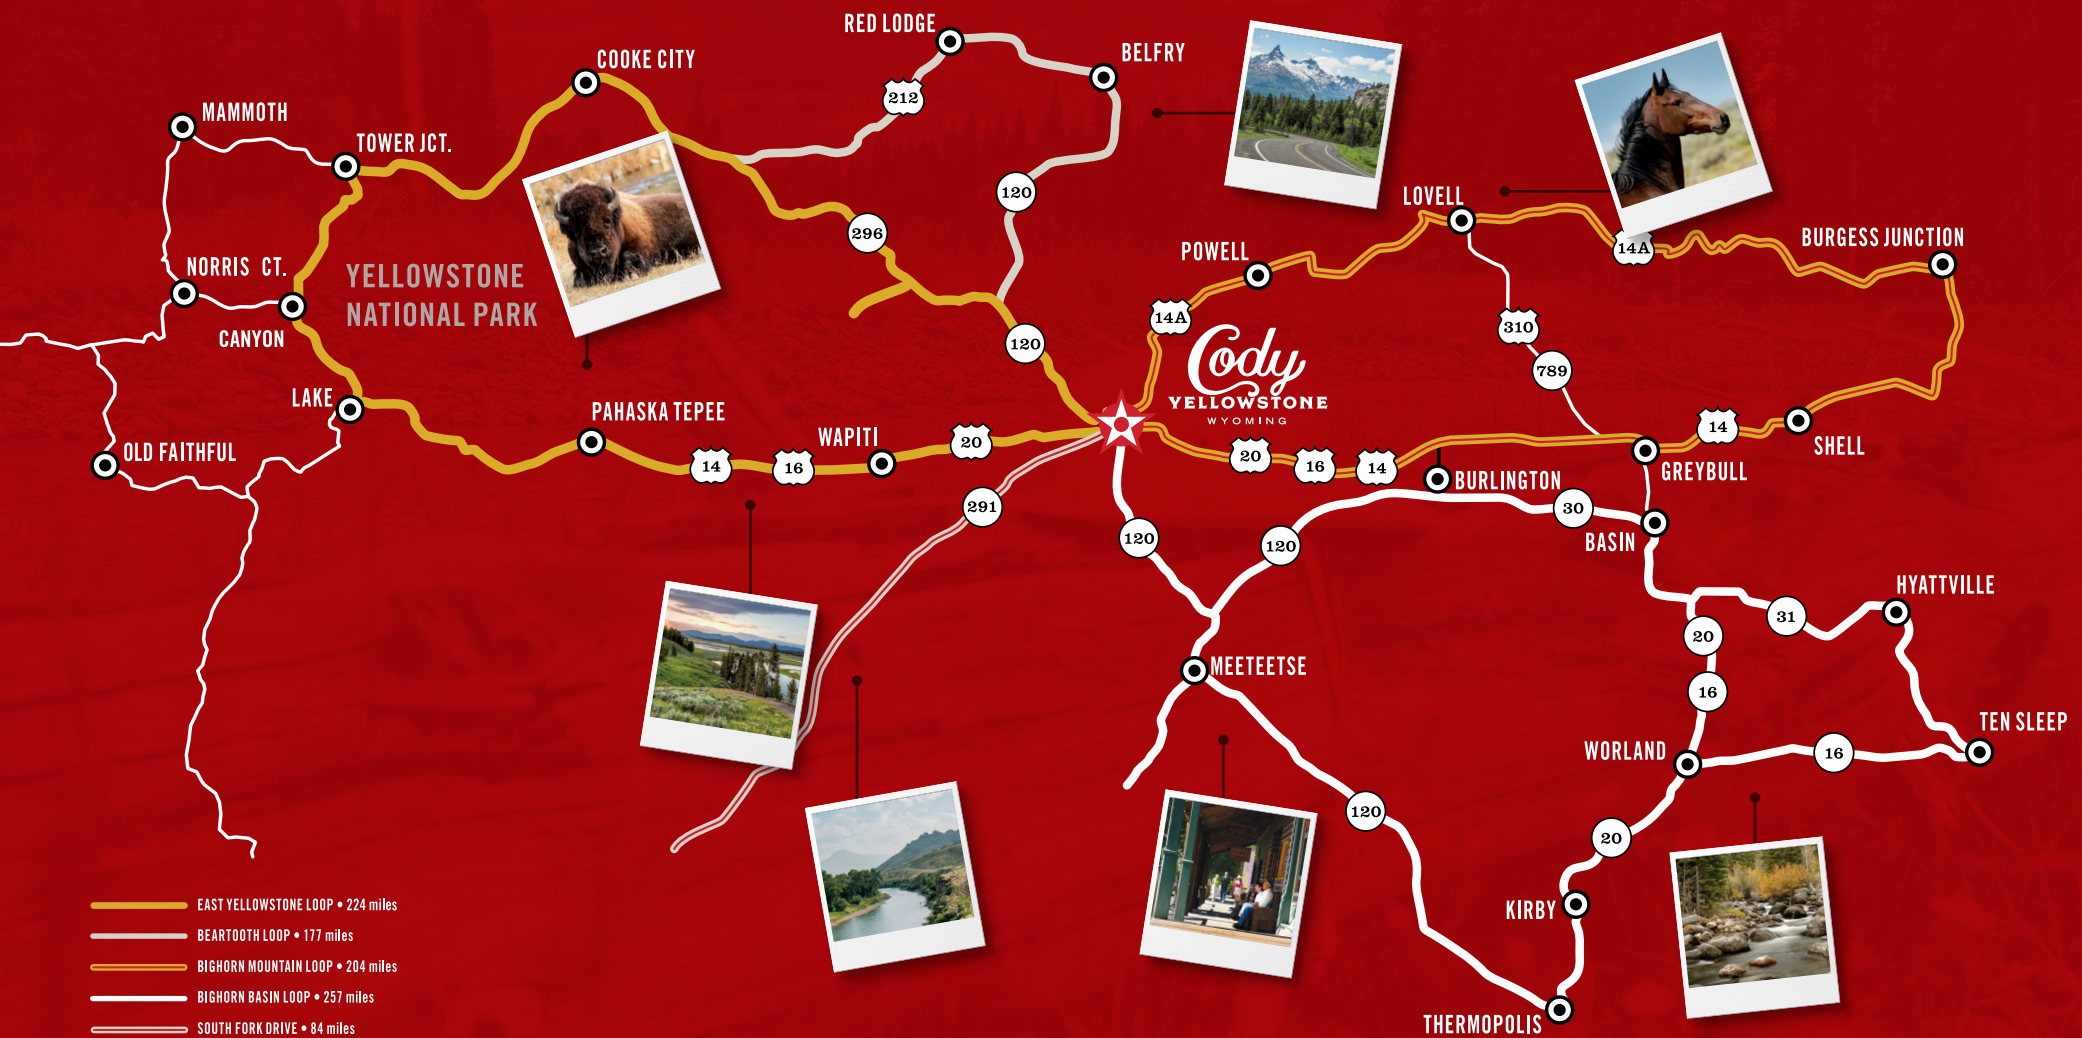 RED LODGE
BELFRY
COOKE CITY
212
MAMMOTH
TOWER JCT.
120
LOVELL
296
14A
BURGESS JUNCTION
POWELL
NORRIS CT.
YELLOWSTONE
NATIONAL PARK
CANYON
14A
310
120
Cody
YELLOWSTONE
WYOMING
789
LAKE
PAHASKA TEPEE
WAPITI
20
14
16
20
16
14
14
SHELL
OLD FAITHFUL
GREYBULL
BURLINGTON
291
30
120
120
BASIN
HYATTVILLE
31
20
MEETEETSE
16
TEN SLEEP
WORLAND
16
120
20
KIRBY
THERMOPOLIS
EAST YELLOWSTONE LOOP • 224 miles
BEARTOOTH LOOP • 177 miles
BIGHORN MOUNTAIN LOOP • 204 miles
BIGHORN BASIN LOOP • 257 miles
SOUTH FORK DRIVE • 84 miles